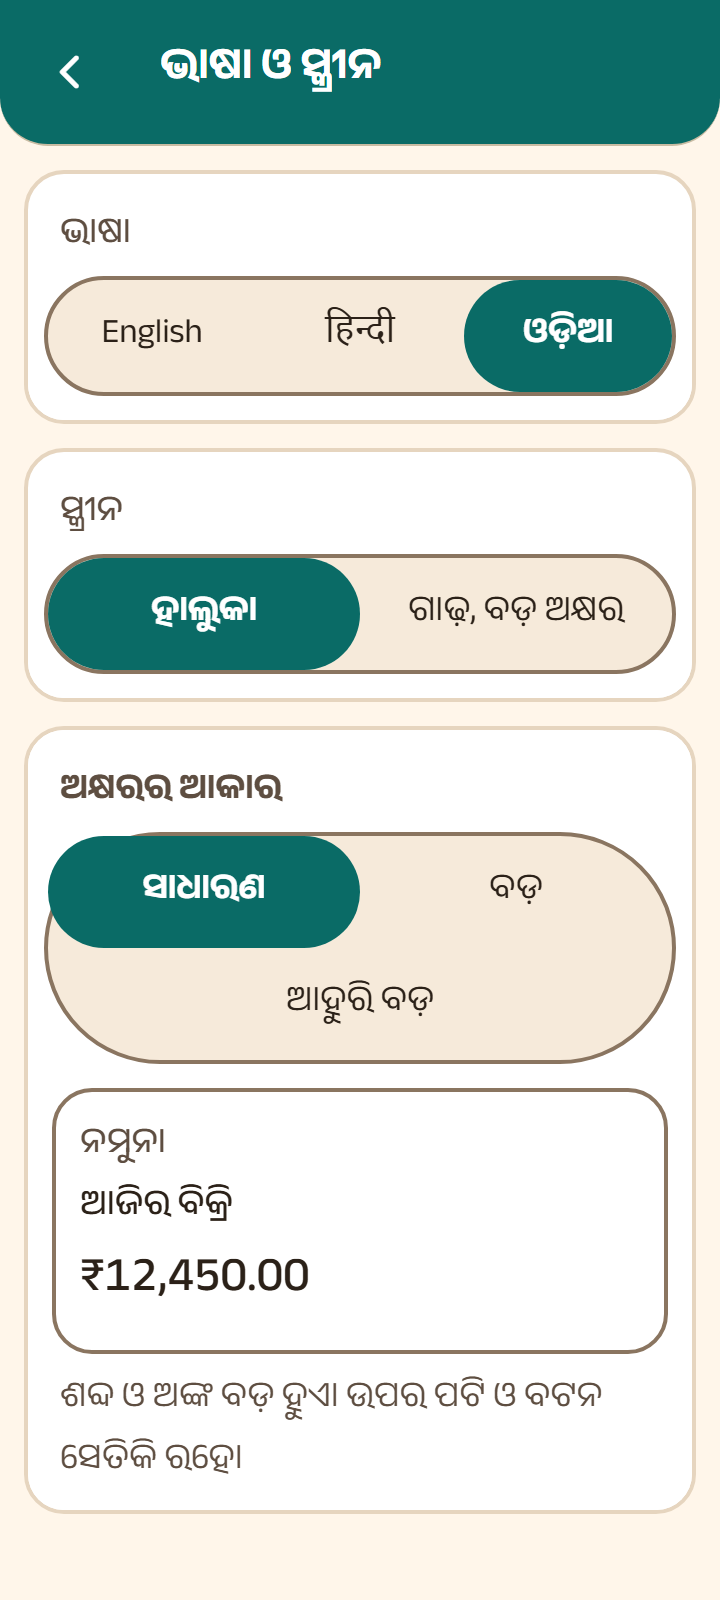 ଭାଷା ଓ ସ୍କ୍ରୀନ
ଭାଷା
English हिन्दी ଓଡ଼ିଆ
ସ୍କ୍ରୀନ
ହାଲୁକା ଗାଢ଼, ବଡ଼ ଅକ୍ଷର
ଅକ୍ଷରର ଆକାର
ସାଧାରଣ ବଡ଼
ଆହୁରି ବଡ଼
ନମୁନା
ଆଜିର ବିକ୍ରି
₹12,450.00
ଶବ୍ଦ ଓ ଅଙ୍କ ବଡ଼ ହୁଏ। ଉପର ପଟି ଓ ବଟନ
ସେତିକି ରହେ।